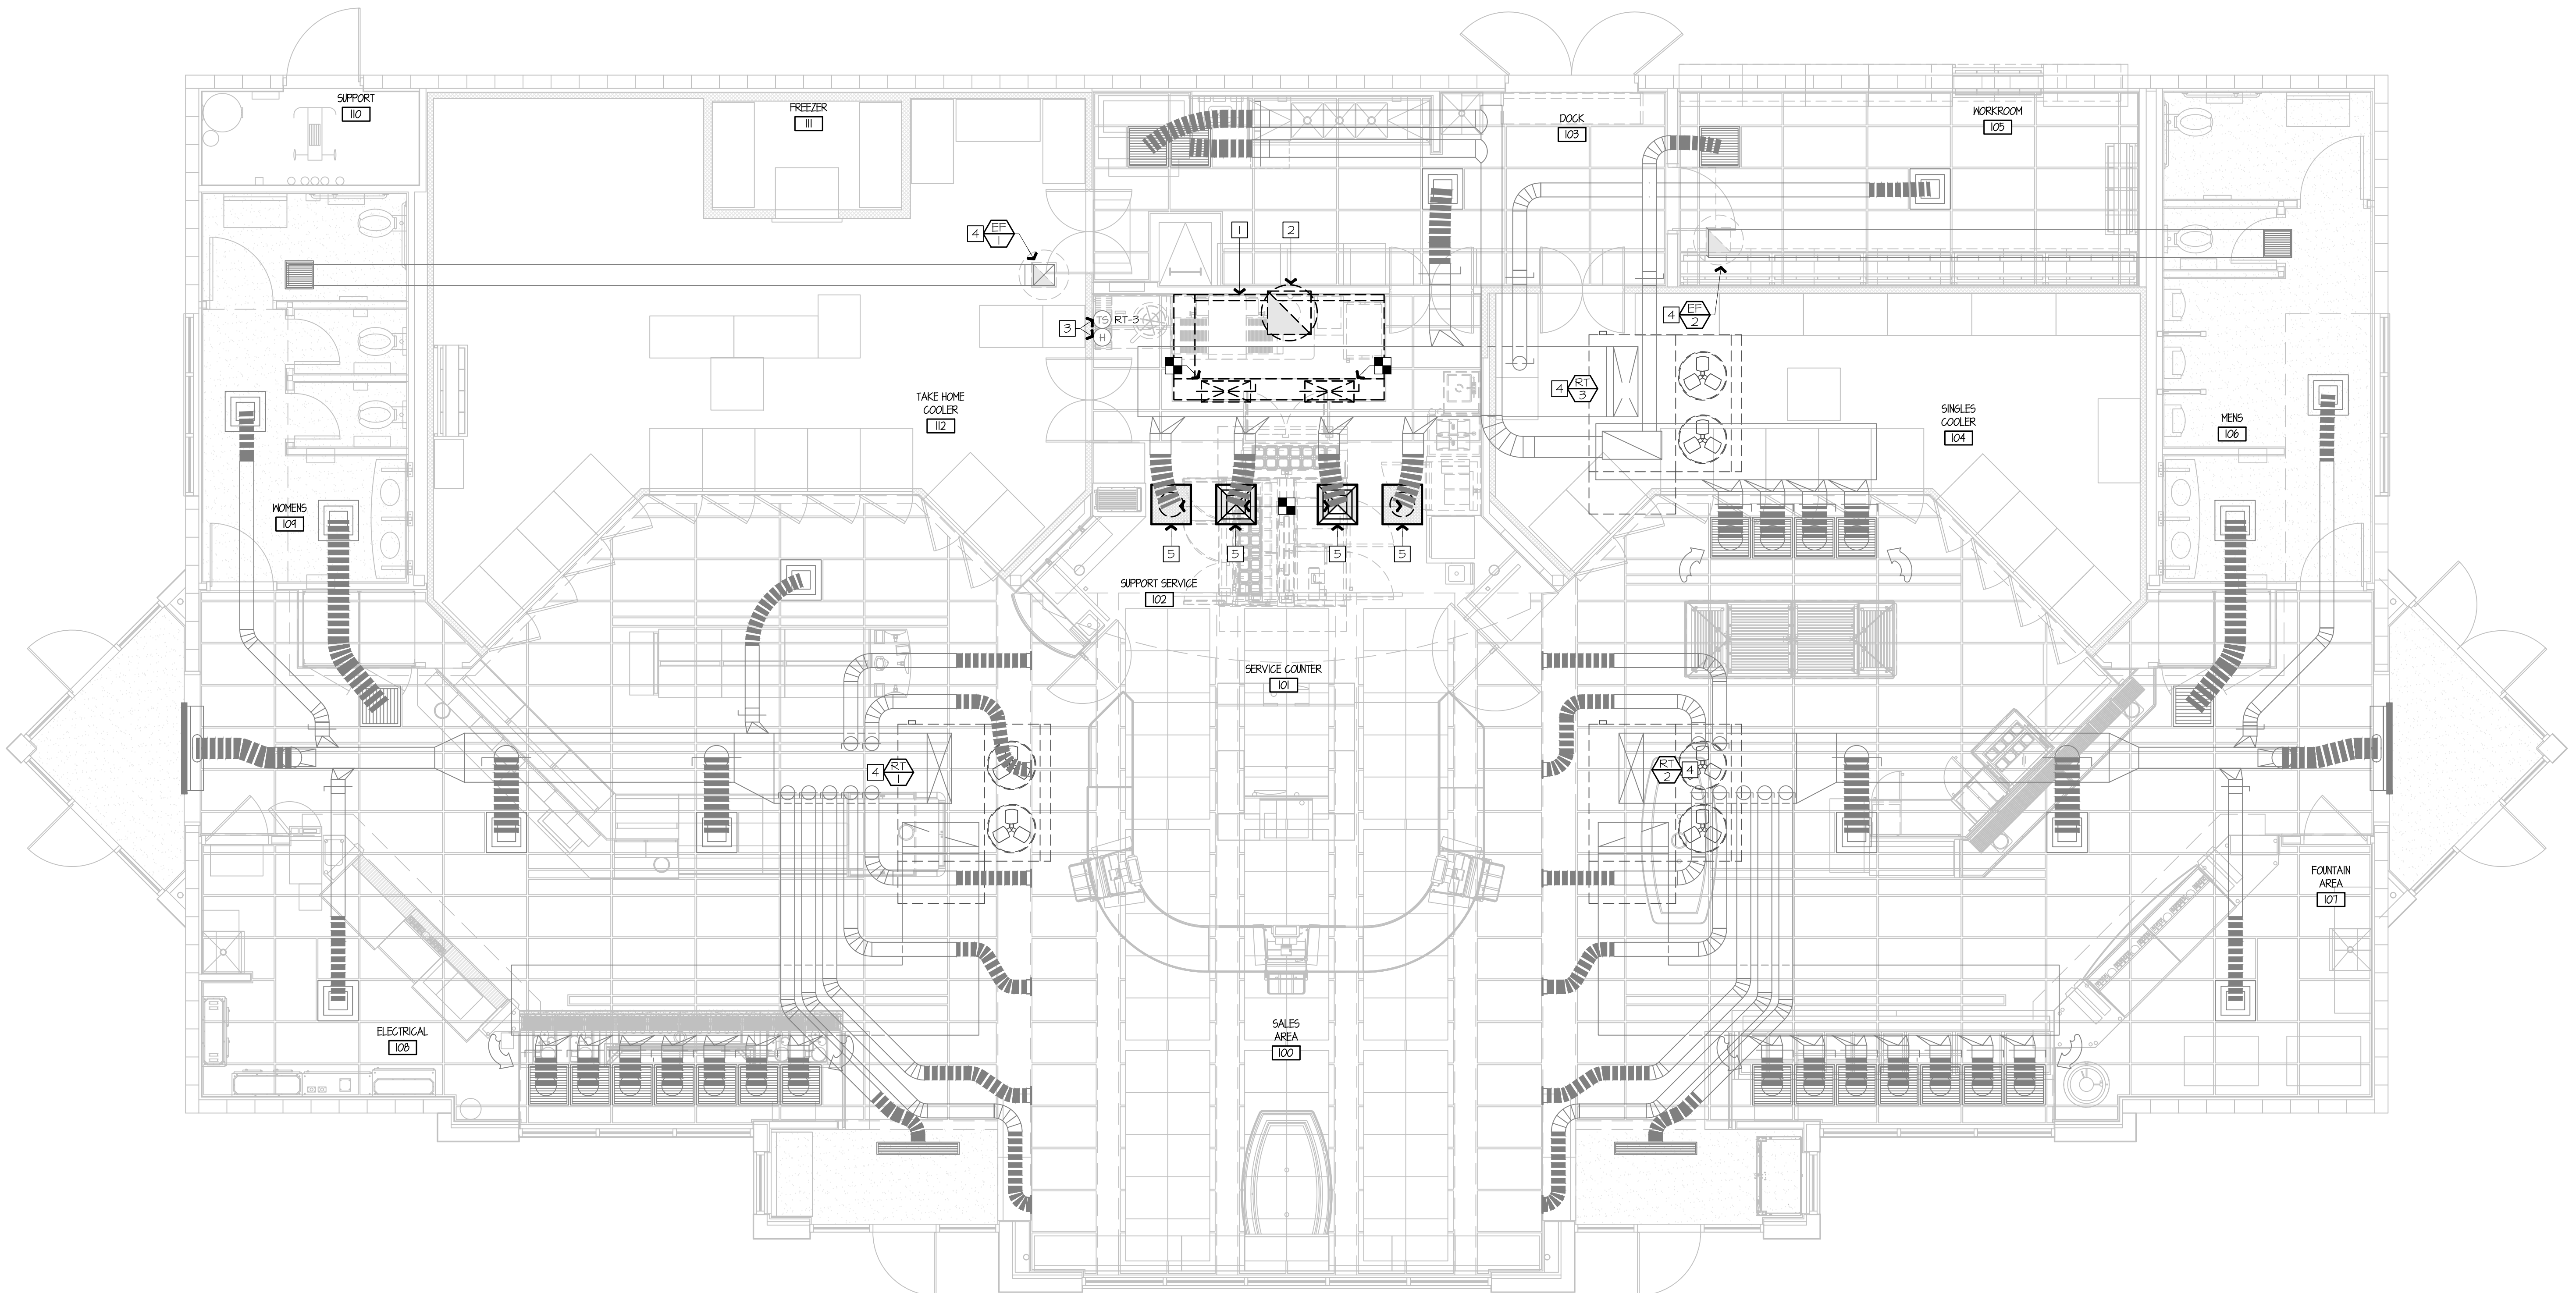 SUPPORT
110
FREEZER
111
DOCK
103
WORKROOM
105
4
EF
1
1
2
4
EF
2
3
TS
RT-3
H
4
RT
3
TAKE HOME
COOLER
112
SINGLES
COOLER
104
MENS
106
WOMENS
109
5
5
5
5
SUPPORT SERVICE
102
SERVICE COUNTER
101
4
RT
1
RT
2
4
FOUNTAIN
AREA
107
ELECTRICAL
108
SALES
AREA
100